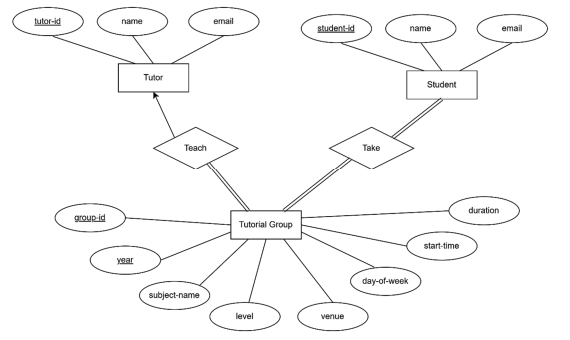 tutor-id
name
email
student-id
name
email
Tutor
Student
Teach
Take
group-id
Tutorial Group
duration
year
start-time
subject-name
day-of-week
level
venue